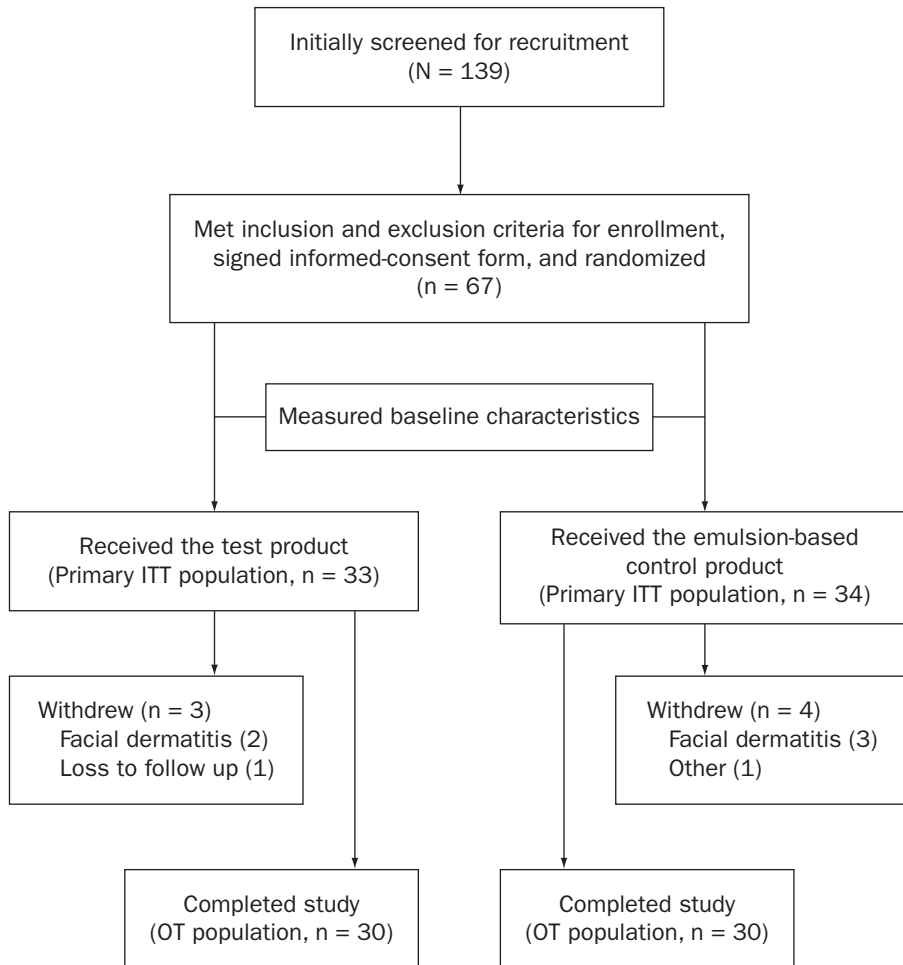 Initially screened for recruitment
(N = 139)
Met inclusion and exclusion criteria for enrollment,
signed informed-consent form, and randomized
(n = 67)
Measured baseline characteristics
Received the test product
(Primary ITT population, n = 33)
Received the emulsion-based
control product
(Primary ITT population, n = 34)
Withdrew (n = 3)
Facial dermatitis (2)
Loss to follow up (1)
Withdrew (n = 4)
Facial dermatitis (3)
Other (1)
Completed study
(OT population, n = 30)
Completed study
(OT population, n = 30)